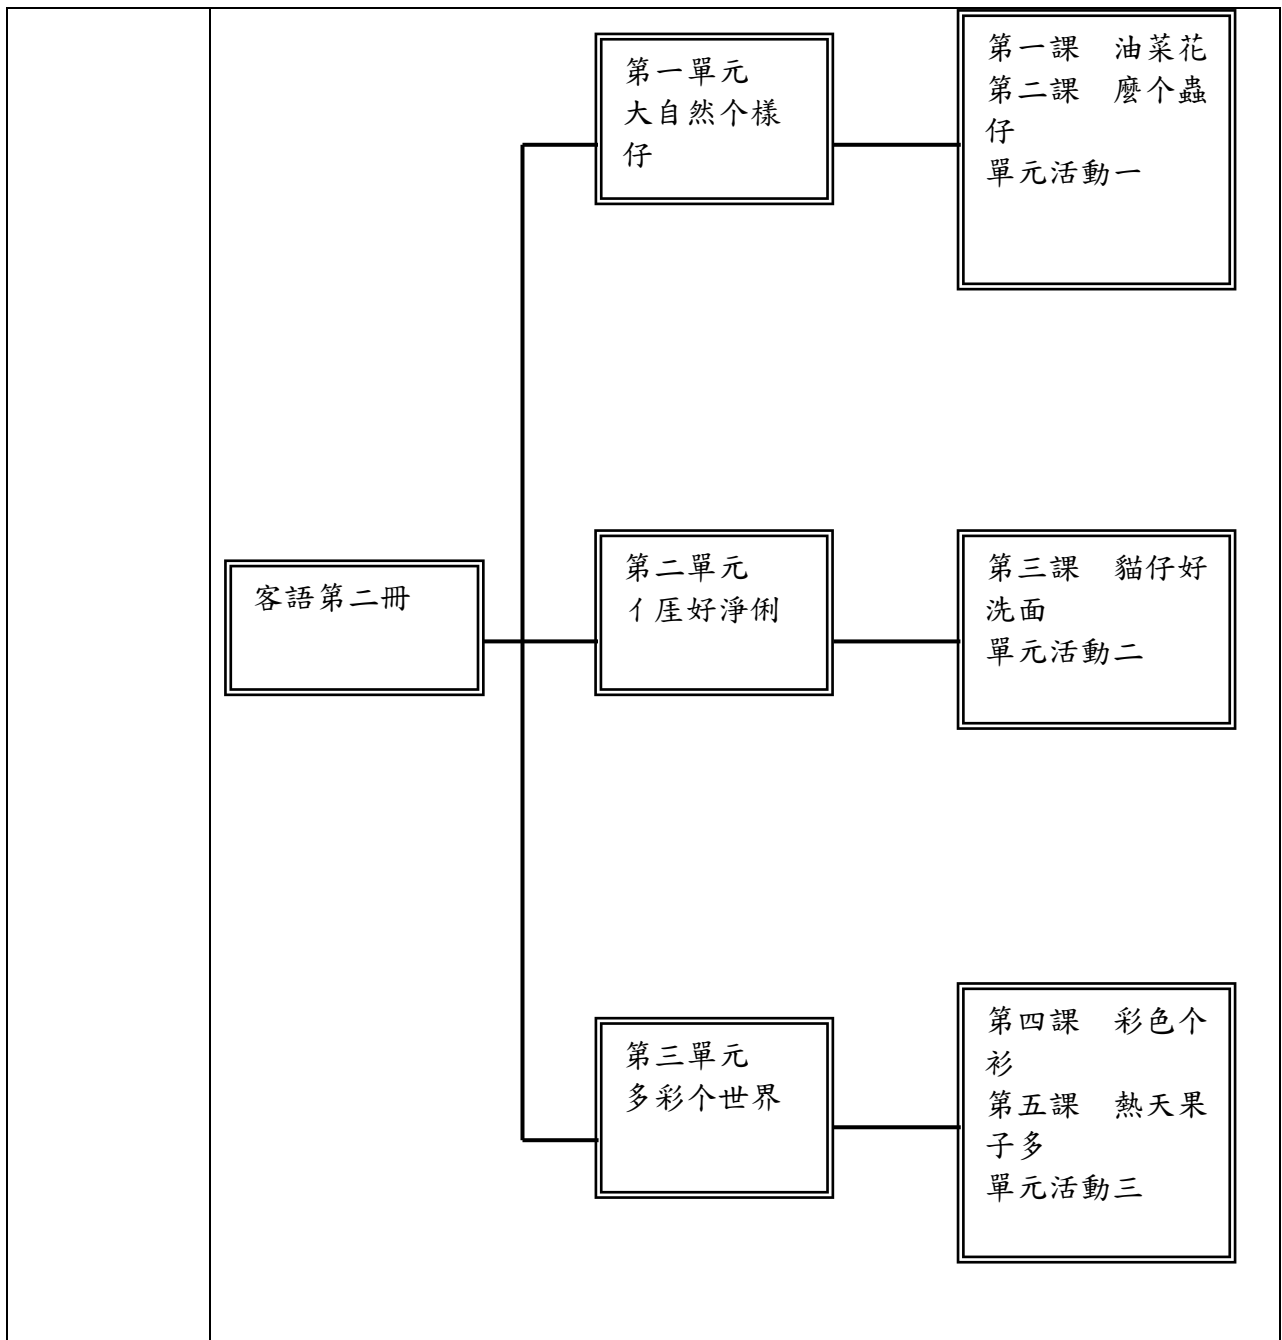 客語第二冊
第一單元
大自然个樣
仔
第一課　油菜花
第二課　麼个蟲
仔
單元活動一
第二單元
亻厓好淨俐
第三課　貓仔好
洗面
單元活動二
第三單元
多彩个世界
第四課　彩色个
衫
第五課　熱天果
子多
單元活動三